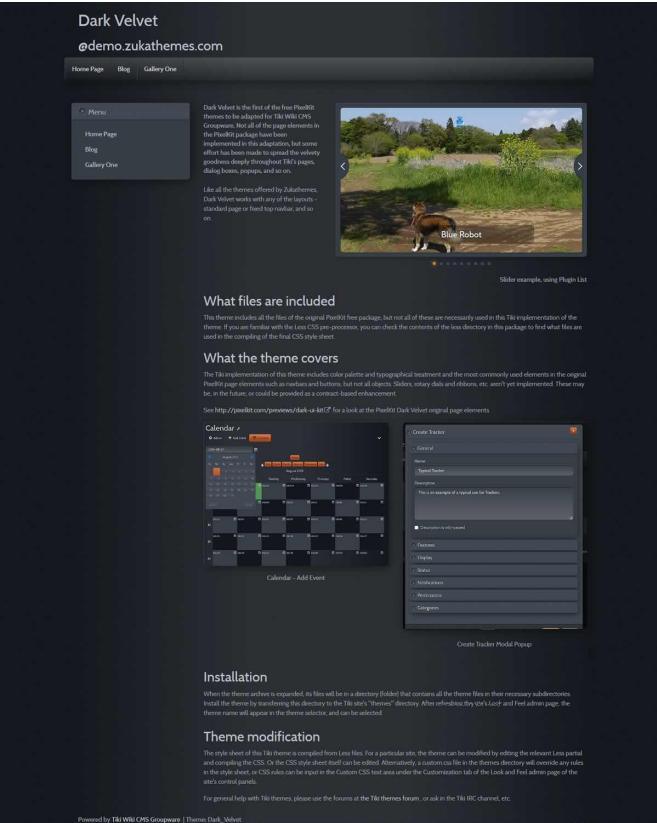 Dark Velvet
@demo.zukathemes.com
Home Page Blog Gallery One
Menu
Home Page
Blog
Gallery One
Dark Velvet is the first of the free PixelKit
themes to be adapted for Tiki Wiki CMS
Groupware. Not all of the page elements in
the PixelKit package have been
implemented in this adaptation, but some
effort has been made to spread the velvety
goodness deeply throughout Tiki's pages,
dialog boxes, popups, and so on.
Like all the themes offered by Zukathemes,
Dark Velvet works with any of the layouts -
standard page or fixed top navbar, and so
on.
Blue Robot
Slider example, using Plugin List
What files are included
This theme includes all the files of the original PixelKit free package, but not all of these are necessarily used in this Tiki implementation of the
theme. If you are familiar with the Less CSS pre-processor, you can check the contents of the less directory in this package to find what files are
used in the compiling of the final CSS style sheet.
What the theme covers
The Tiki implementation of this theme includes color palette and typographical treatment and the most commonly used elements in the original
PixelKit page elements such as navbars and buttons, but not all objects. Sliders, rotary dials and ribbons, etc. aren't yet implemented. These may
be, in the future, or could be provided as a contract-based enhancement.
See http://pixelkit.com/previews/dark-ui-kit for a look at the PixelKit Dark Velvet original page elements
Calendar
August 2015
Calendar - Add Event
Create Tracker
General
Name
Typical Tracker
Description
This is an example of a typical use for Trackers.
Description is wiki-parsed
Features
Display
Status
Notifications
Permissions
Categories
Create Tracker Modal Popup
Installation
When the theme archive is expanded, its files will be in a directory (folder) that contains all the theme files in their necessary subdirectories.
Install the theme by transferring this directory to the Tiki site's "themes" directory. After refreshing the site's Look and Feel admin page, the
theme name will appear in the theme selector, and can be selected.
Theme modification
The style sheet of this Tiki theme is compiled from Less files. For a particular site, the theme can be modified by editing the relevant Less partial
and compiling the CSS. Or the CSS style sheet itself can be edited. Alternatively, a custom.css file in the themes directory will override any rules
in the style sheet, or CSS rules can be input in the Custom CSS text area under the Customization tab of the Look and Feel admin page of the
site's control panels.
For general help with Tiki themes, please use the forums at the Tiki themes forum , or ask in the Tiki IRC channel, etc.
Powered by Tiki Wiki CMS Groupware | Theme: Dark_Velvet